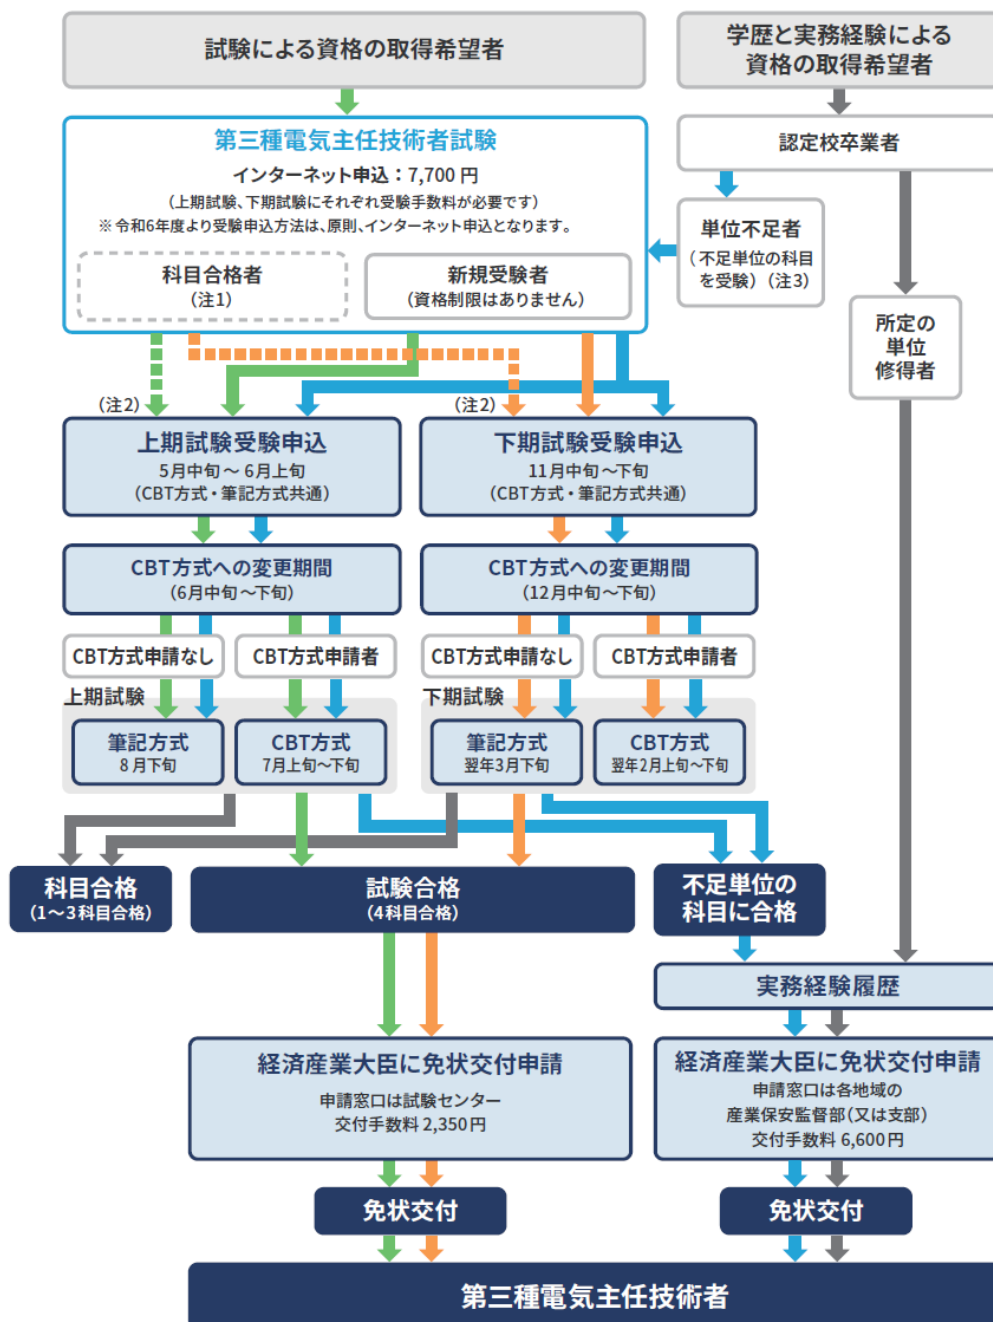 試験による資格の取得希望者
学歴と実務経験による
資格の取得希望者
第三種電気主任技術者試験
インターネット申込：7,700 円
（上期試験、下期試験にそれぞれ受験手数料が必要です）
※ 令和6年度より受験申込方法は、原則、インターネット申込となります。
科目合格者
（注1）
新規受験者
（資格制限はありません）
認定校卒業者
単位不足者
（不足単位の科目
を受験）（注3）
所定の
単位
修得者
（注2）
（注2）
上期試験受験申込
5月中旬～ 6月上旬
（CBT方式・筆記方式共通）
下期試験受験申込
11月中旬～下旬
（CBT方式・筆記方式共通）
CBT方式への変更期間
（6月中旬～下旬）
CBT方式への変更期間
（12月中旬～下旬）
CBT方式申請なし
CBT方式申請者
CBT方式申請なし
CBT方式申請者
上期試験
筆記方式
8月下旬
CBT方式
7月上旬～下旬
下期試験
筆記方式
翌年3月下旬
CBT方式
翌年2月上旬～下旬
科目合格
（1～3科目合格）
試験合格
（4科目合格）
不足単位の
科目に合格
実務経験履歴
経済産業大臣に免状交付申請
申請窓口は試験センター
交付手数料 2,350円
経済産業大臣に免状交付申請
申請窓口は各地域の
産業保安監督部（又は支部）
交付手数料 6,600円
免状交付
免状交付
第三種電気主任技術者